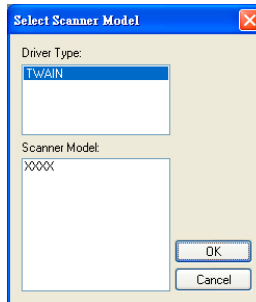 Select Scanner Model
Driver Type:
TWAIN
Scanner Model:
XXXX
OK
Cancel